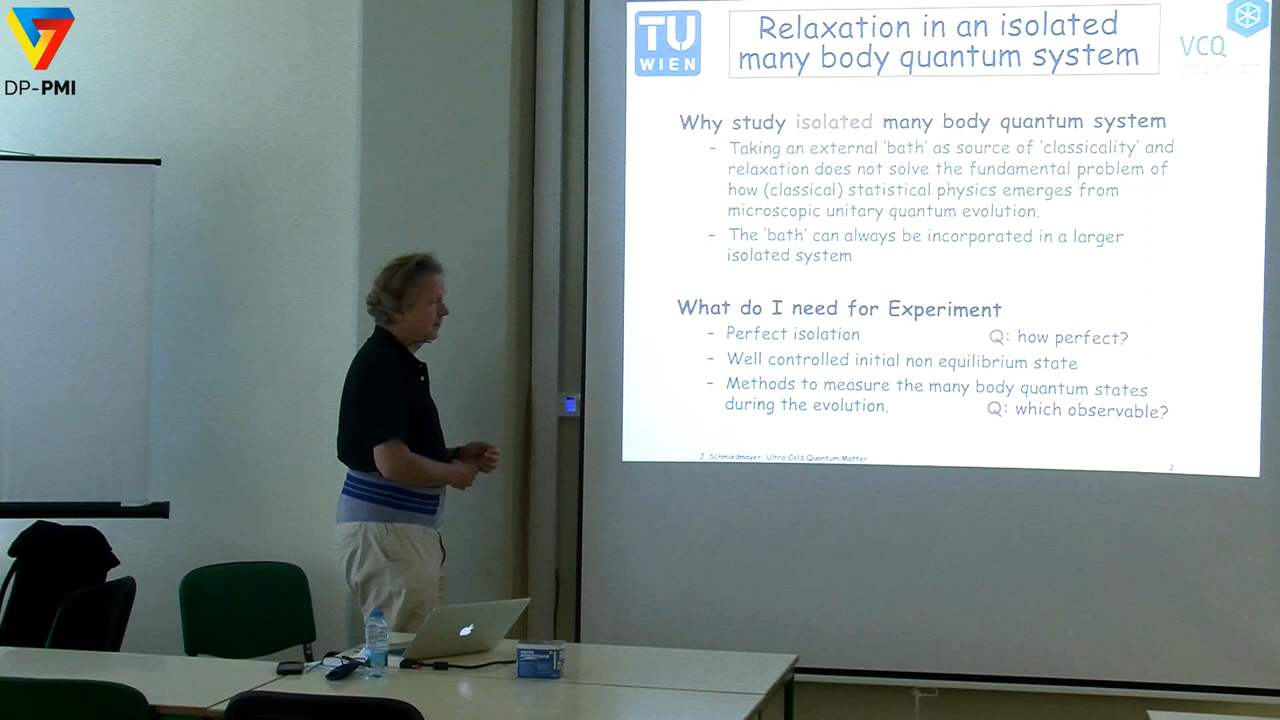 DP-PMI
TU
WIEN
Relaxation in an isolated
many body quantum system
VCQ
Why study isolated many body quantum system
- Taking an external 'bath' as source of 'classicality' and
relaxation does not solve the fundamental problem of
how (classical) statistical physics emerges from
microscopic unitary quantum evolution.
- The 'bath' can always be incorporated in a larger
isolated system
What do I need for Experiment
- Perfect isolation Q: how perfect?
- Well controlled initial non equilibrium state
- Methods to measure the many body quantum states
during the evolution. Q: which observable?
J. Schmiedmayer: Ultra Cold Quantum Matter
2